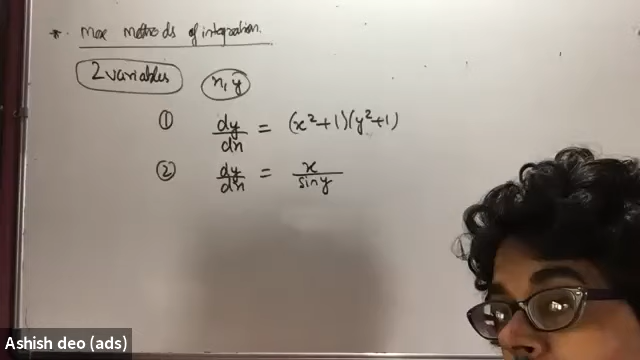 * More methods of integration.
2 variables x, y
① dy/dx = (x²+1)(y²+1)
② dy/dx = x/sin y
Ashish deo (ads)